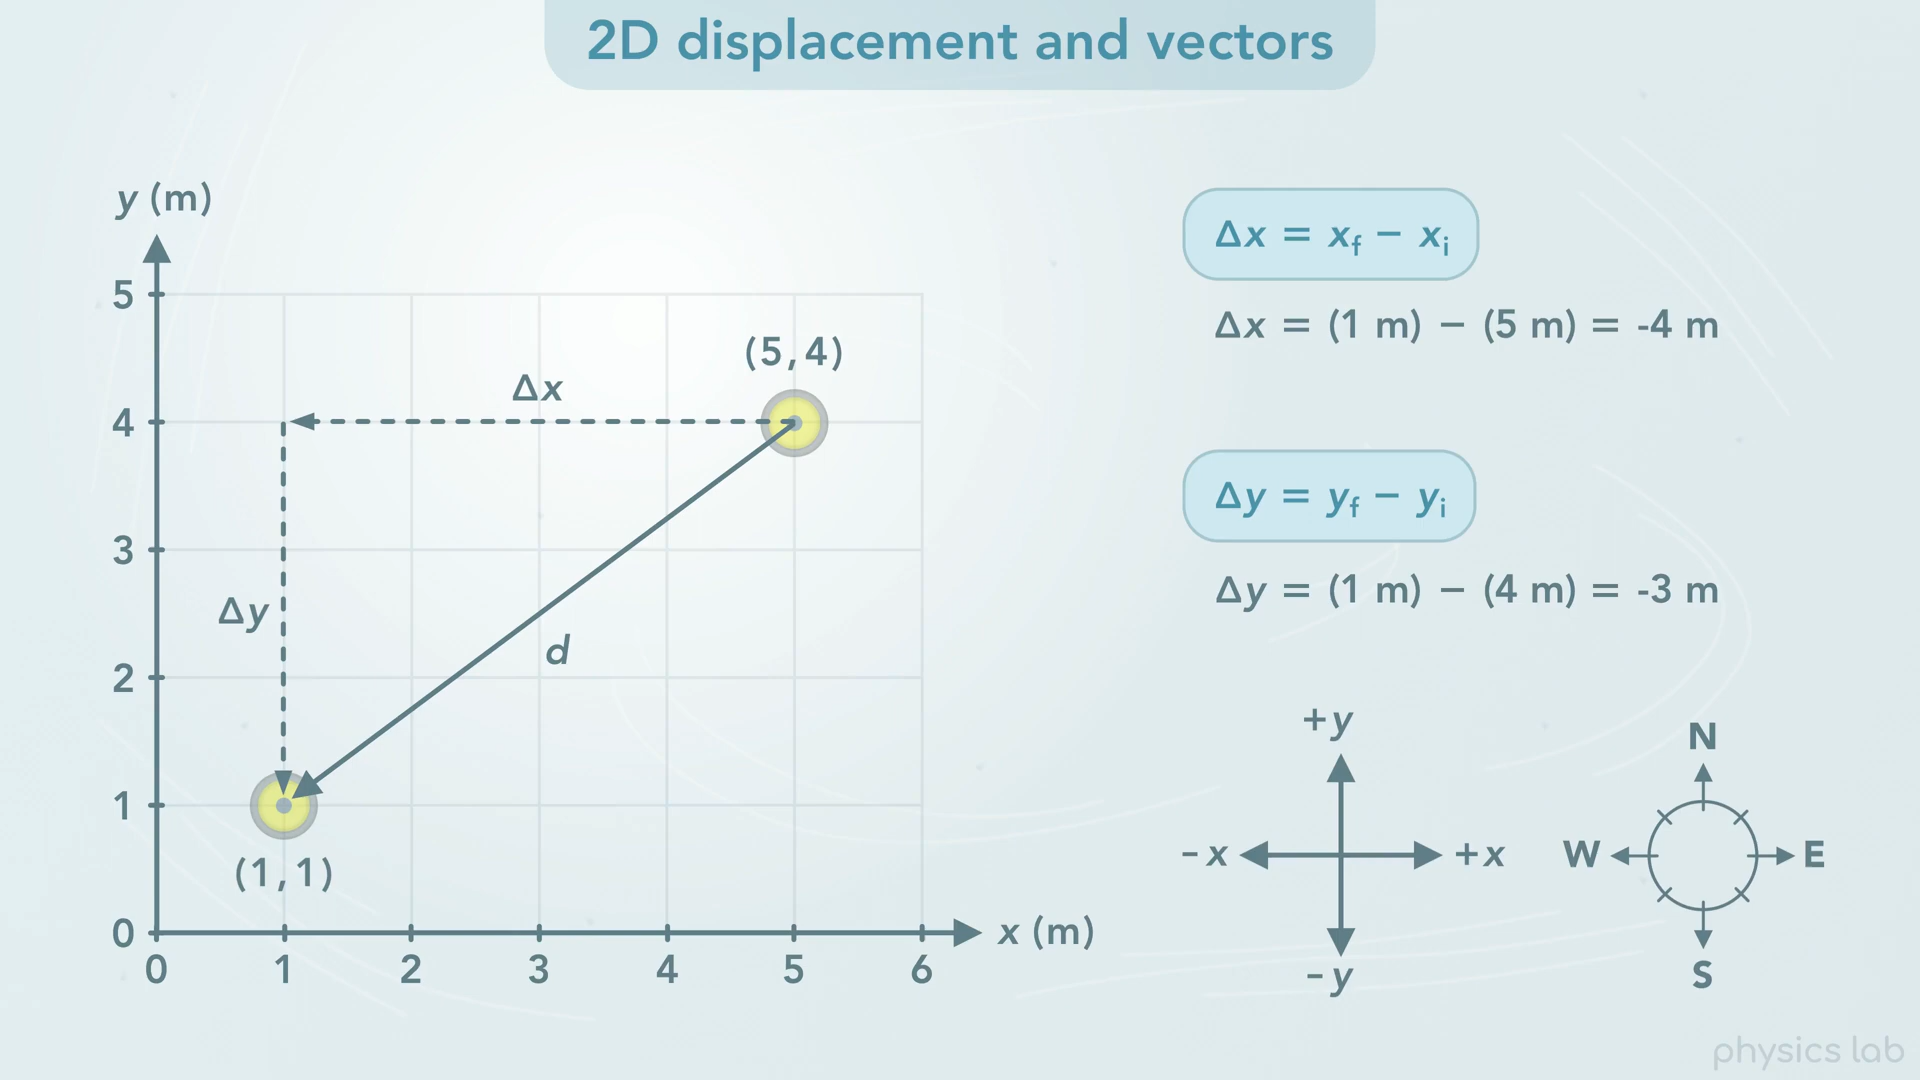 2D displacement and vectors
y (m)
5
4
3
2
1
0
0 1 2 3 4 5 6
x (m)
(5,4)
Δx
Δy
d
(1,1)
Δx = x_f − x_i
Δx = (1 m) − (5 m) = -4 m
Δy = y_f − y_i
Δy = (1 m) − (4 m) = -3 m
+y
−x +x
−y
N
W E
S
physics lab